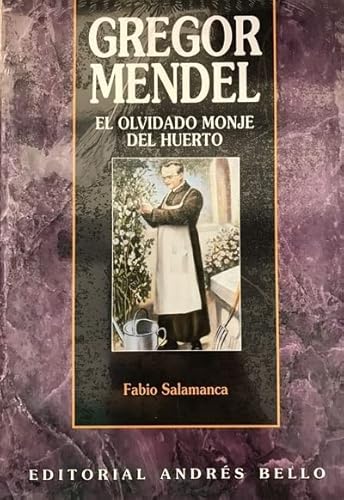 GREGOR
MENDEL
EL OLVIDADO MONJE
DEL HUERTO
Fabio Salamanca
EDITORIAL ANDRÉS BELLO